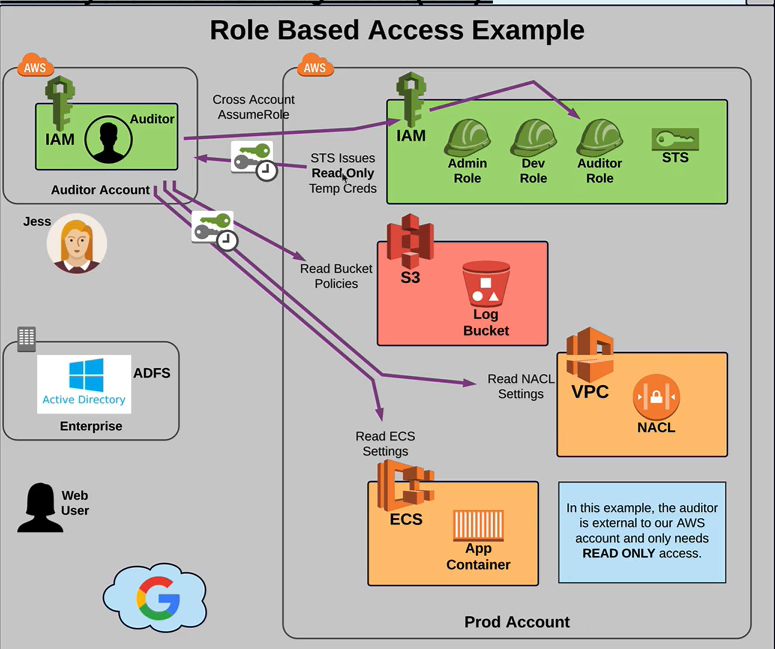 Role Based Access Example
AWS
IAM
Auditor
Auditor Account
Cross Account
AssumeRole
STS Issues
Read Only
Temp Creds
AWS
IAM
Admin
Role
Dev
Role
Auditor
Role
STS
Jess
Read Bucket
Policies
S3
Log
Bucket
Read NACL
Settings
VPC
NACL
Active Directory
ADFS
Enterprise
Read ECS
Settings
ECS
App
Container
Web
User
In this example, the auditor
is external to our AWS
account and only needs
READ ONLY access.
G
Prod Account